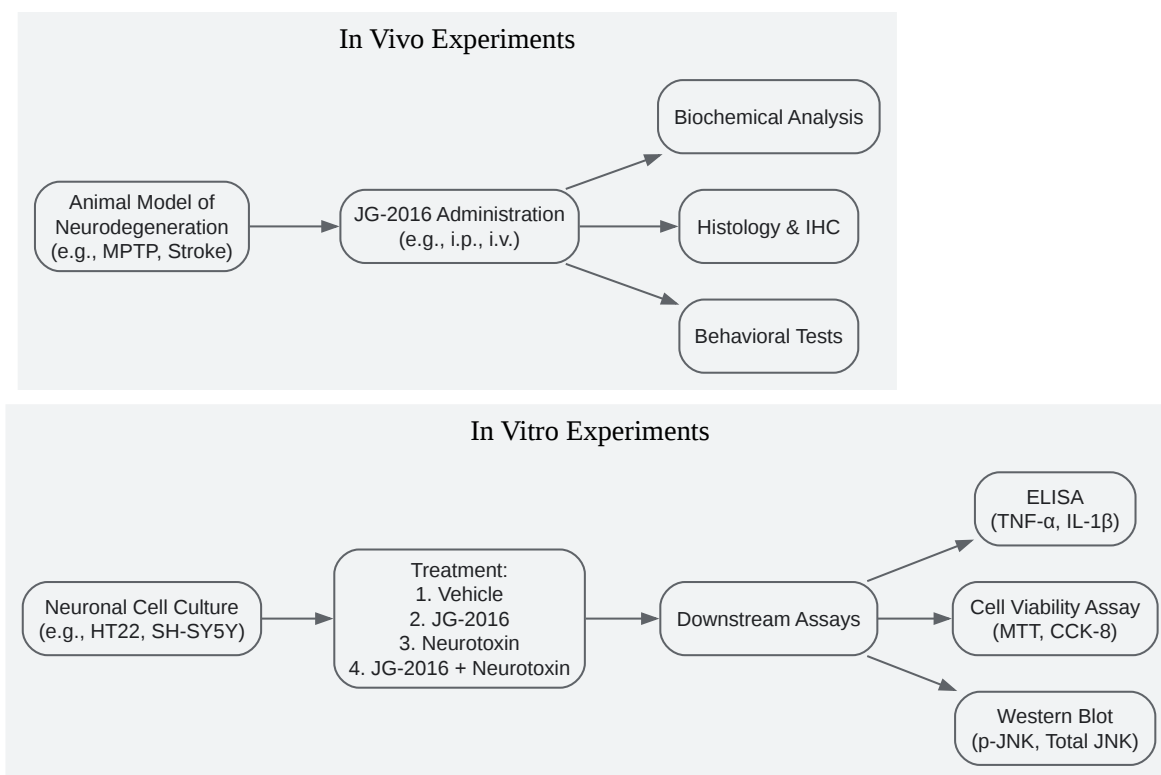 In Vivo Experiments
Animal Model of
Neurodegeneration
(e.g., MPTP, Stroke)
JG-2016 Administration
(e.g., i.p., i.v.)
Biochemical Analysis
Histology & IHC
Behavioral Tests
In Vitro Experiments
Neuronal Cell Culture
(e.g., HT22, SH-SY5Y)
Treatment:
1. Vehicle
2. JG-2016
3. Neurotoxin
4. JG-2016 + Neurotoxin
Downstream Assays
ELISA
(TNF-α, IL-1β)
Cell Viability Assay
(MTT, CCK-8)
Western Blot
(p-JNK, Total JNK)